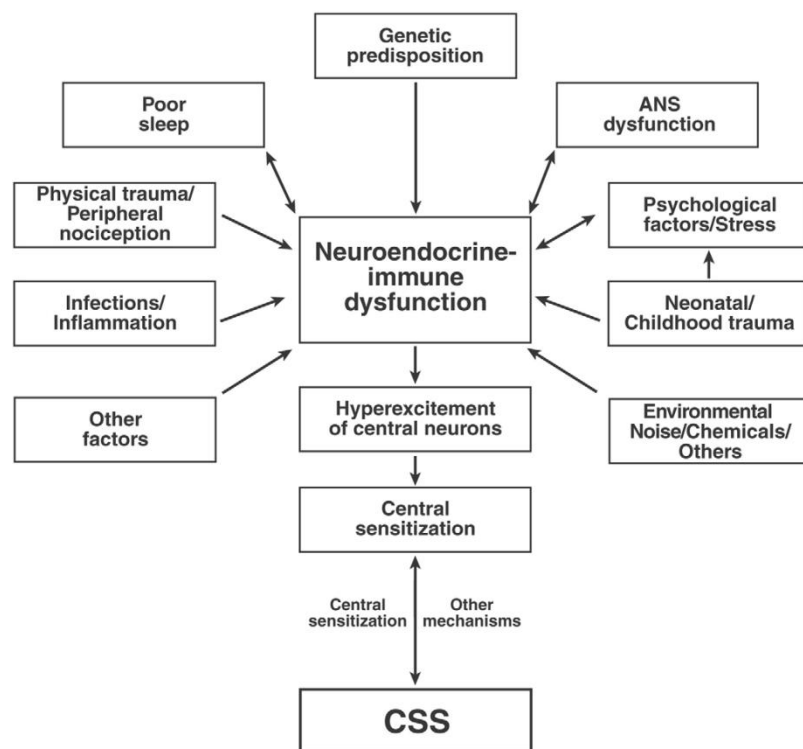 Genetic
predisposition
Poor
sleep
ANS
dysfunction
Physical trauma/
Peripheral
nociception
Neuroendocrine-
immune
dysfunction
Psychological
factors/Stress
Infections/
Inflammation
Neonatal/
Childhood trauma
Other
factors
Hyperexcitement
of central neurons
Environmental
Noise/Chemicals/
Others
Central
sensitization
Central
sensitization
Other
mechanisms
CSS